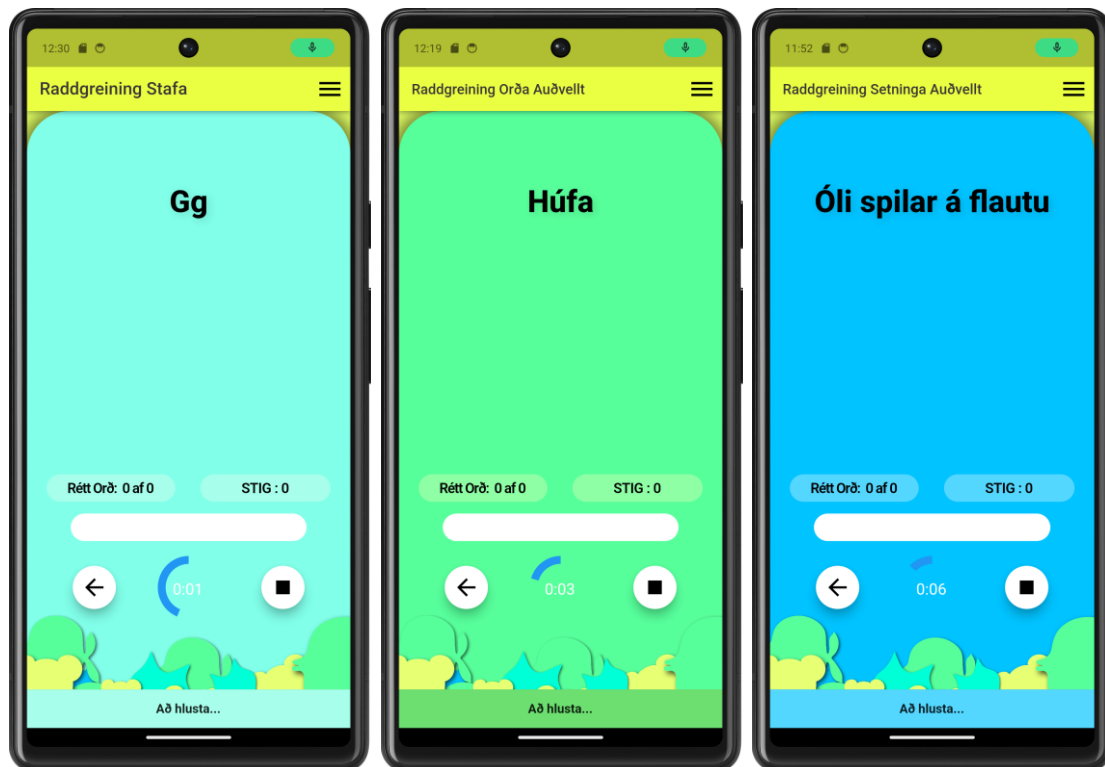 12:30
Raddgreining Stafa
Gg
Rétt Orð: 0 af 0
STIG : 0
0:01
Að hlusta...
12:19
Raddgreining Orða Auðvellt
Húfa
Rétt Orð: 0 af 0
STIG : 0
0:03
Að hlusta...
11:52
Raddgreining Setninga Auðvellt
Óli spilar á flautu
Rétt Orð: 0 af 0
STIG : 0
0:06
Að hlusta...